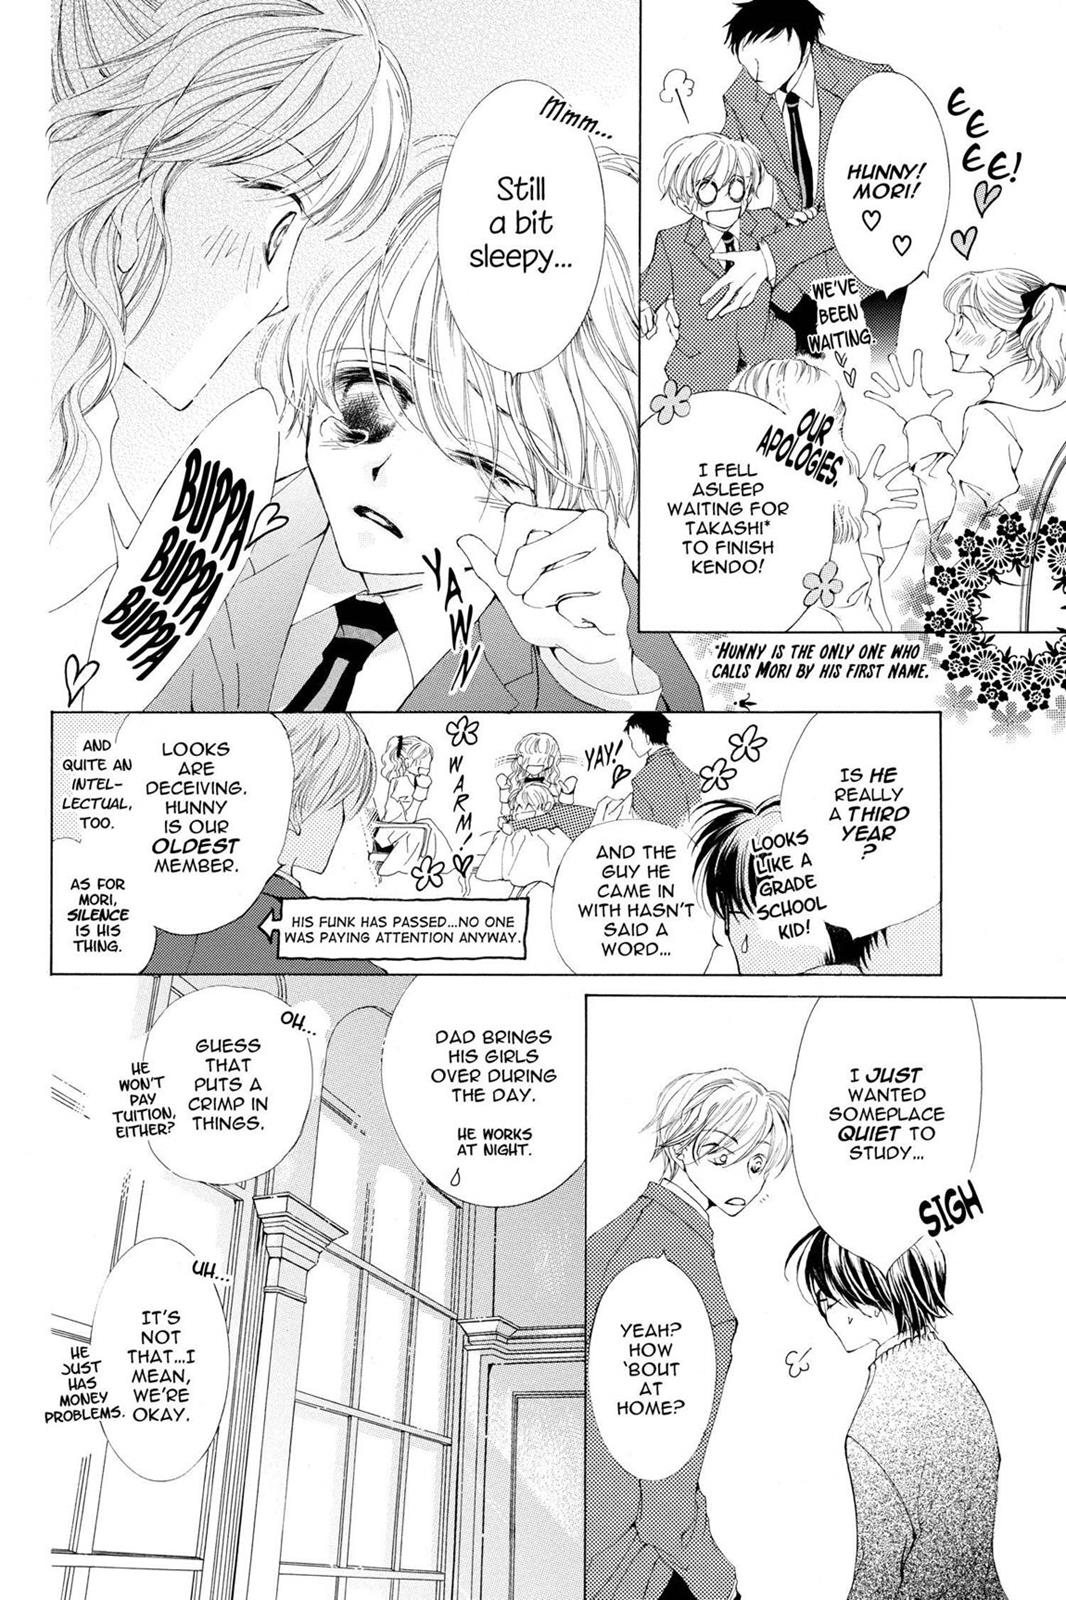 Mmm...
Still
a bit
sleepy...
BUPPA
BUPPA
BUPPA
YAWN
EEEEE!
HUNNY!
MORI!
WE'VE
BEEN
WAITING.
OUR
APOLOGIES.
I FELL
ASLEEP
WAITING FOR
TAKASHI*
TO FINISH
KENDO!
*HUNNY IS THE ONLY ONE WHO
CALLS MORI BY HIS FIRST NAME.
AND
QUITE AN
INTEL-
LECTUAL,
TOO.
LOOKS
ARE
DECEIVING.
HUNNY
IS OUR
OLDEST
MEMBER.
AS FOR
MORI,
SILENCE
IS HIS
THING.
WARM!
YAY!
HIS FUNK HAS PASSED...NO ONE
WAS PAYING ATTENTION ANYWAY.
IS HE
REALLY
A THIRD
YEAR
?
LOOKS
LIKE A
GRADE
SCHOOL
KID!
AND THE
GUY HE
CAME IN
WITH HASN'T
SAID A
WORD...
I JUST
WANTED
SOMEPLACE
QUIET TO
STUDY...
SIGH
YEAH?
HOW
'BOUT
AT
HOME?
DAD BRINGS
HIS GIRLS
OVER DURING
THE DAY.
HE WORKS
AT NIGHT.
OH...
GUESS
THAT
PUTS A
CRIMP IN
THINGS.
HE
WON'T
PAY
TUITION,
EITHER?
UH...
IT'S
NOT
THAT...I
MEAN,
WE'RE
OKAY.
HE
JUST
HAS
MONEY
PROBLEMS.